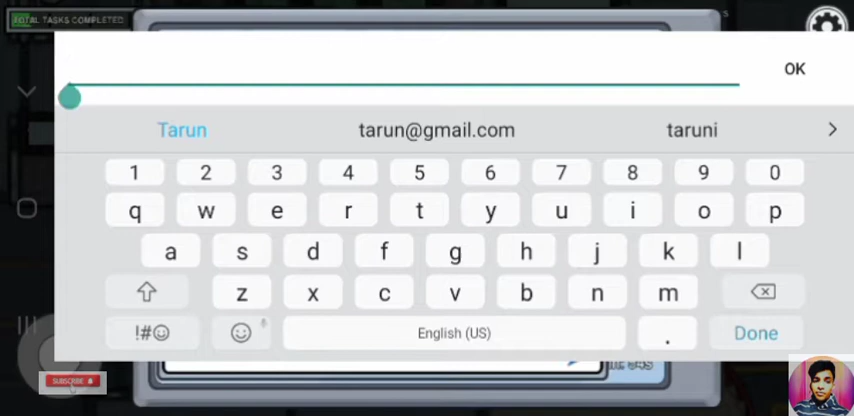 TOTAL TASKS COMPLETED
OK
Tarun tarun@gmail.com taruni >
1 2 3 4 5 6 7 8 9 0
q w e r t y u i o p
a s d f g h j k l
z x c v b n m
!#☺ English (US) . Done
SUBSCRIBE